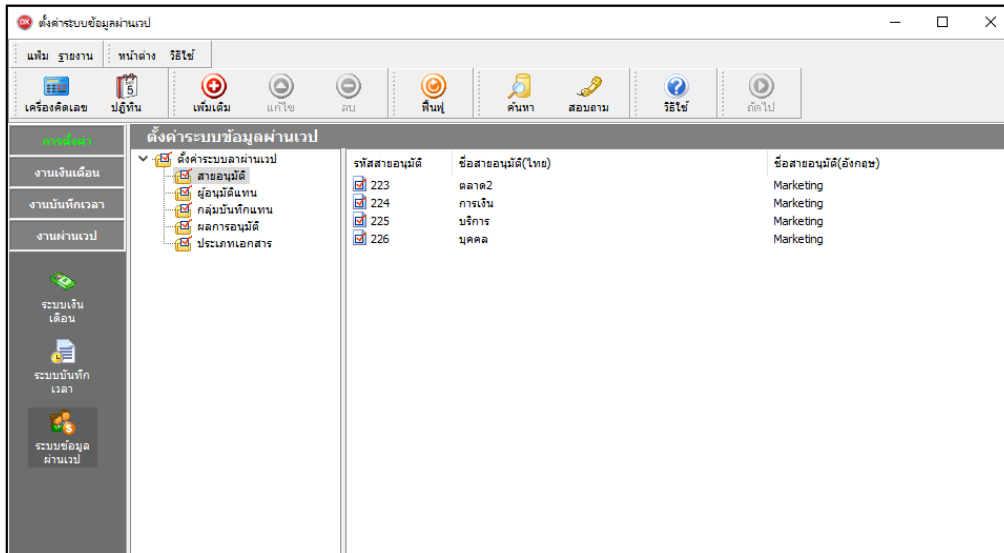 DX ตั้งค่าระบบข้อมูลผ่านเวป
แฟ้ม รายงาน หน้าต่าง วิธีใช้
เครื่องคิดเลข ปฏิทิน เพิ่มเติม แก้ไข ลบ ฟื้นฟู ค้นหา สอบถาม วิธีใช้ ถัดไป
การตั้งค่า
งานเงินเดือน
งานบันทึกเวลา
งานผ่านเวป
ระบบเงิน
เดือน
ระบบบันทึก
เวลา
ระบบข้อมูล
ผ่านเวป
ตั้งค่าระบบข้อมูลผ่านเวป
ตั้งค่าระบบลาผ่านเวป
สายอนุมัติ
ผู้อนุมัติแทน
กลุ่มบันทึกแทน
ผลการอนุมัติ
ประเภทเอกสาร
รหัสสายอนุมัติ ชื่อสายอนุมัติ(ไทย) ชื่อสายอนุมัติ(อังกฤษ)
223 ตลาด2 Marketing
224 การเงิน Marketing
225 บริการ Marketing
226 บุคคล Marketing